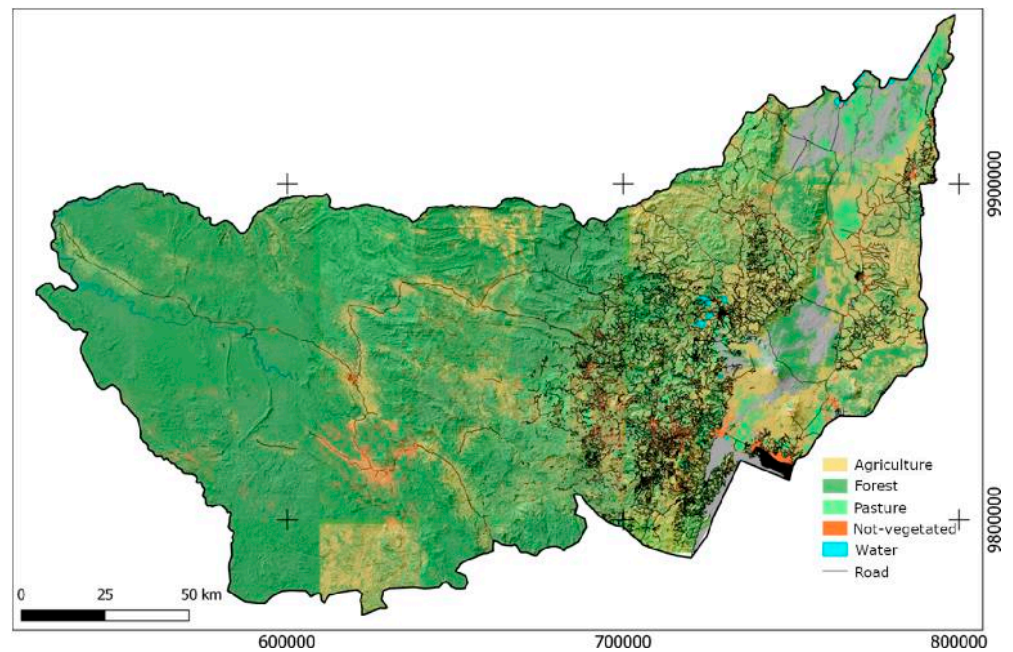 9900000
Agriculture
Forest
Pasture
Not-vegetated
Water
Road
9800000
0 25 50 km
600000 700000 800000